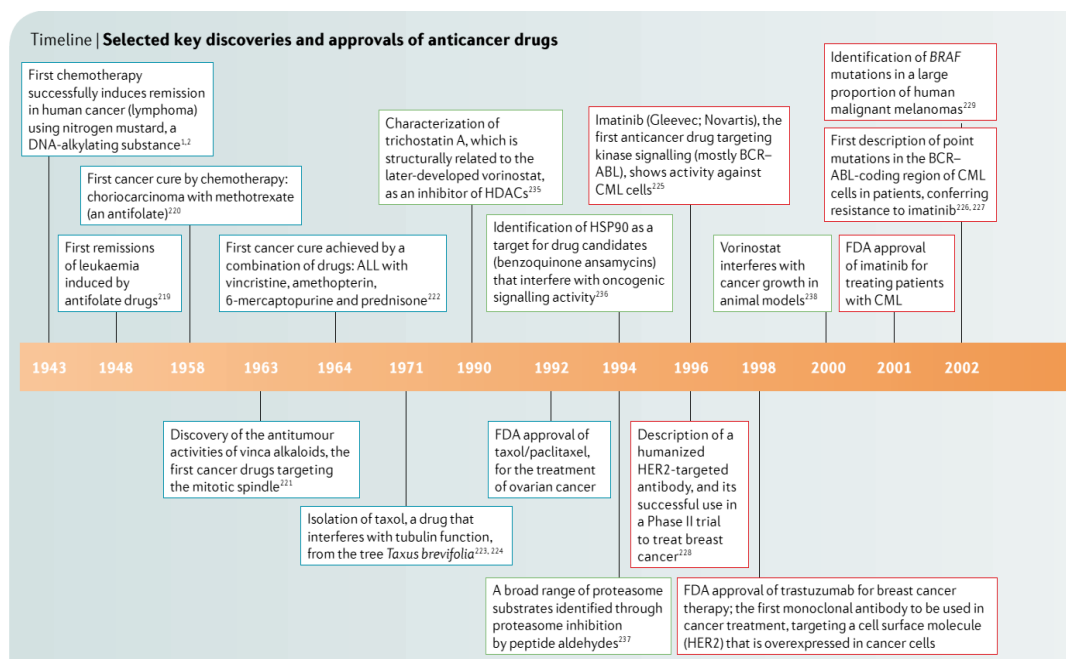 Timeline | Selected key discoveries and approvals of anticancer drugs
First chemotherapy
successfully induces remission
in human cancer (lymphoma)
using nitrogen mustard, a
DNA-alkylating substance1,2
First cancer cure by chemotherapy:
choriocarcinoma with methotrexate
(an antifolate)220
First remissions
of leukaemia
induced by
antifolate drugs219
First cancer cure achieved by a
combination of drugs: ALL with
vincristine, amethopterin,
6-mercaptopurine and prednisone222
Characterization of
trichostatin A, which is
structurally related to the
later-developed vorinostat,
as an inhibitor of HDACs235
Identification of HSP90 as a
target for drug candidates
(benzoquinone ansamycins)
that interfere with oncogenic
signalling activity236
Imatinib (Gleevec; Novartis), the
first anticancer drug targeting
kinase signalling (mostly BCR–
ABL), shows activity against
CML cells225
Vorinostat
interferes with
cancer growth in
animal models238
Identification of BRAF
mutations in a large
proportion of human
malignant melanomas229
First description of point
mutations in the BCR–
ABL-coding region of CML
cells in patients, conferring
resistance to imatinib226, 227
FDA approval
of imatinib for
treating patients
with CML
1943 1948 1958 1963 1964 1971 1990 1992 1994 1996 1998 2000 2001 2002
Discovery of the antitumour
activities of vinca alkaloids, the
first cancer drugs targeting
the mitotic spindle221
Isolation of taxol, a drug that
interferes with tubulin function,
from the tree Taxus brevifolia223, 224
FDA approval of
taxol/paclitaxel,
for the treatment
of ovarian cancer
A broad range of proteasome
substrates identified through
proteasome inhibition
by peptide aldehydes237
Description of a
humanized
HER2-targeted
antibody, and its
successful use in
a Phase II trial
to treat breast
cancer228
FDA approval of trastuzumab for breast cancer
therapy; the first monoclonal antibody to be used in
cancer treatment, targeting a cell surface molecule
(HER2) that is overexpressed in cancer cells